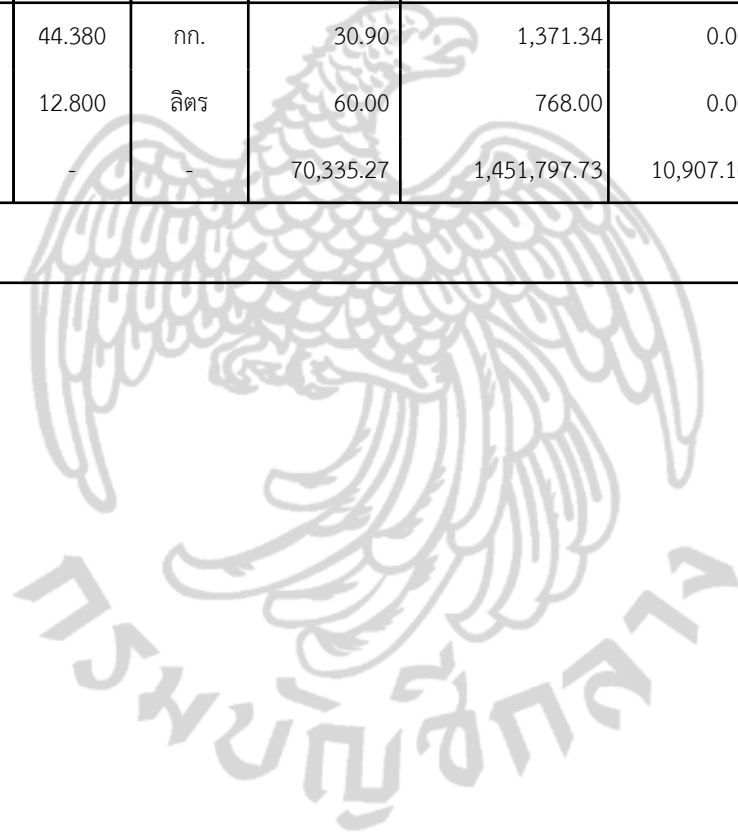 44.380 กก. 30.90 1,371.34 0.0
12.800 ลิตร 60.00 768.00 0.0
- - 70,335.27 1,451,797.73 10,907.1
กรมบัญชีกลาง